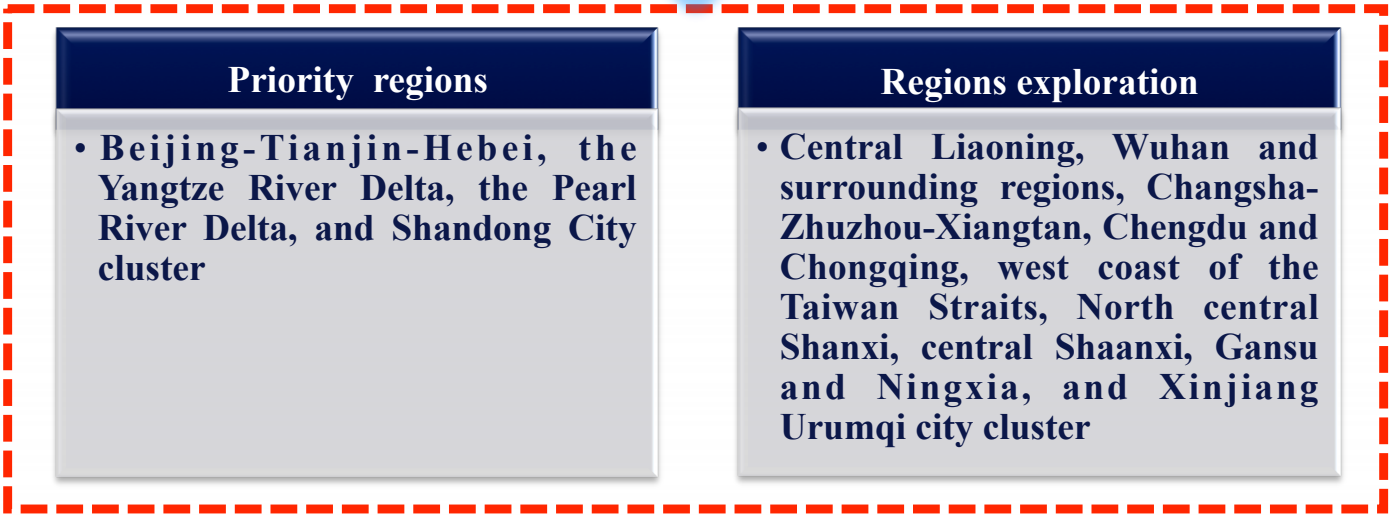 Priority regions
• Beijing-Tianjin-Hebei, the
Yangtze River Delta, the Pearl
River Delta, and Shandong City
cluster
Regions exploration
• Central Liaoning, Wuhan and
surrounding regions, Changsha-
Zhuzhou-Xiangtan, Chengdu and
Chongqing, west coast of the
Taiwan Straits, North central
Shanxi, central Shaanxi, Gansu
and Ningxia, and Xinjiang
Urumqi city cluster